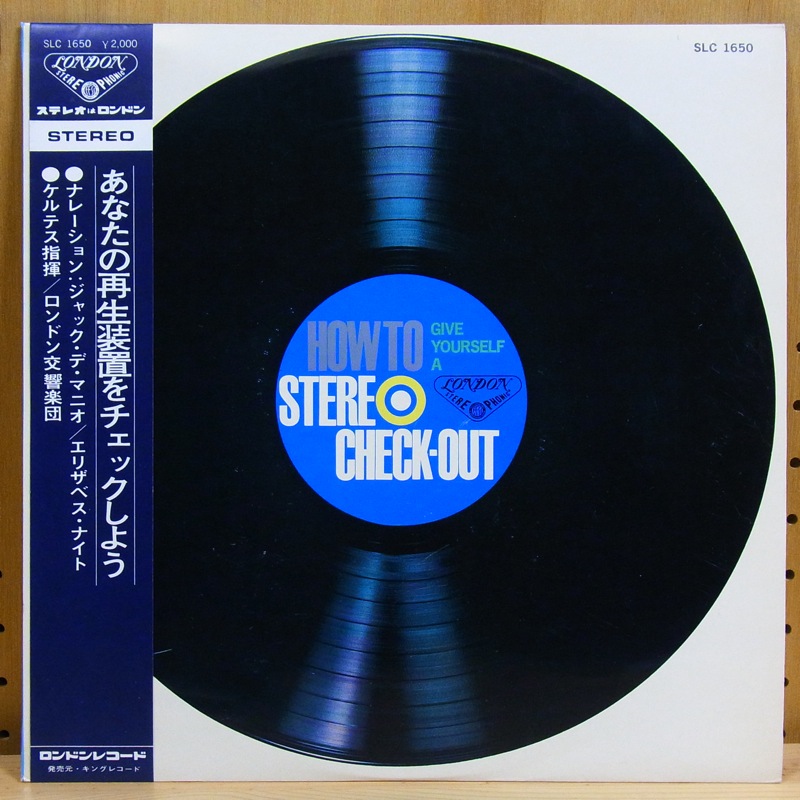 SLC 1650 ¥2,000
LONDON
STEREOPHONIC
ステレオはロンドン
STEREO
あなたの再生装置をチェックしよう
●ナレーション:ジャック・デ・マニオ/エリザベス・ナイト
●ケルテス指揮/ロンドン交響楽団
ロンドンレコード
発売元・キングレコード
SLC 1650
HOW TO
GIVE
YOURSELF
A
LONDON
STEREOPHONIC
STEREO
CHECK-OUT